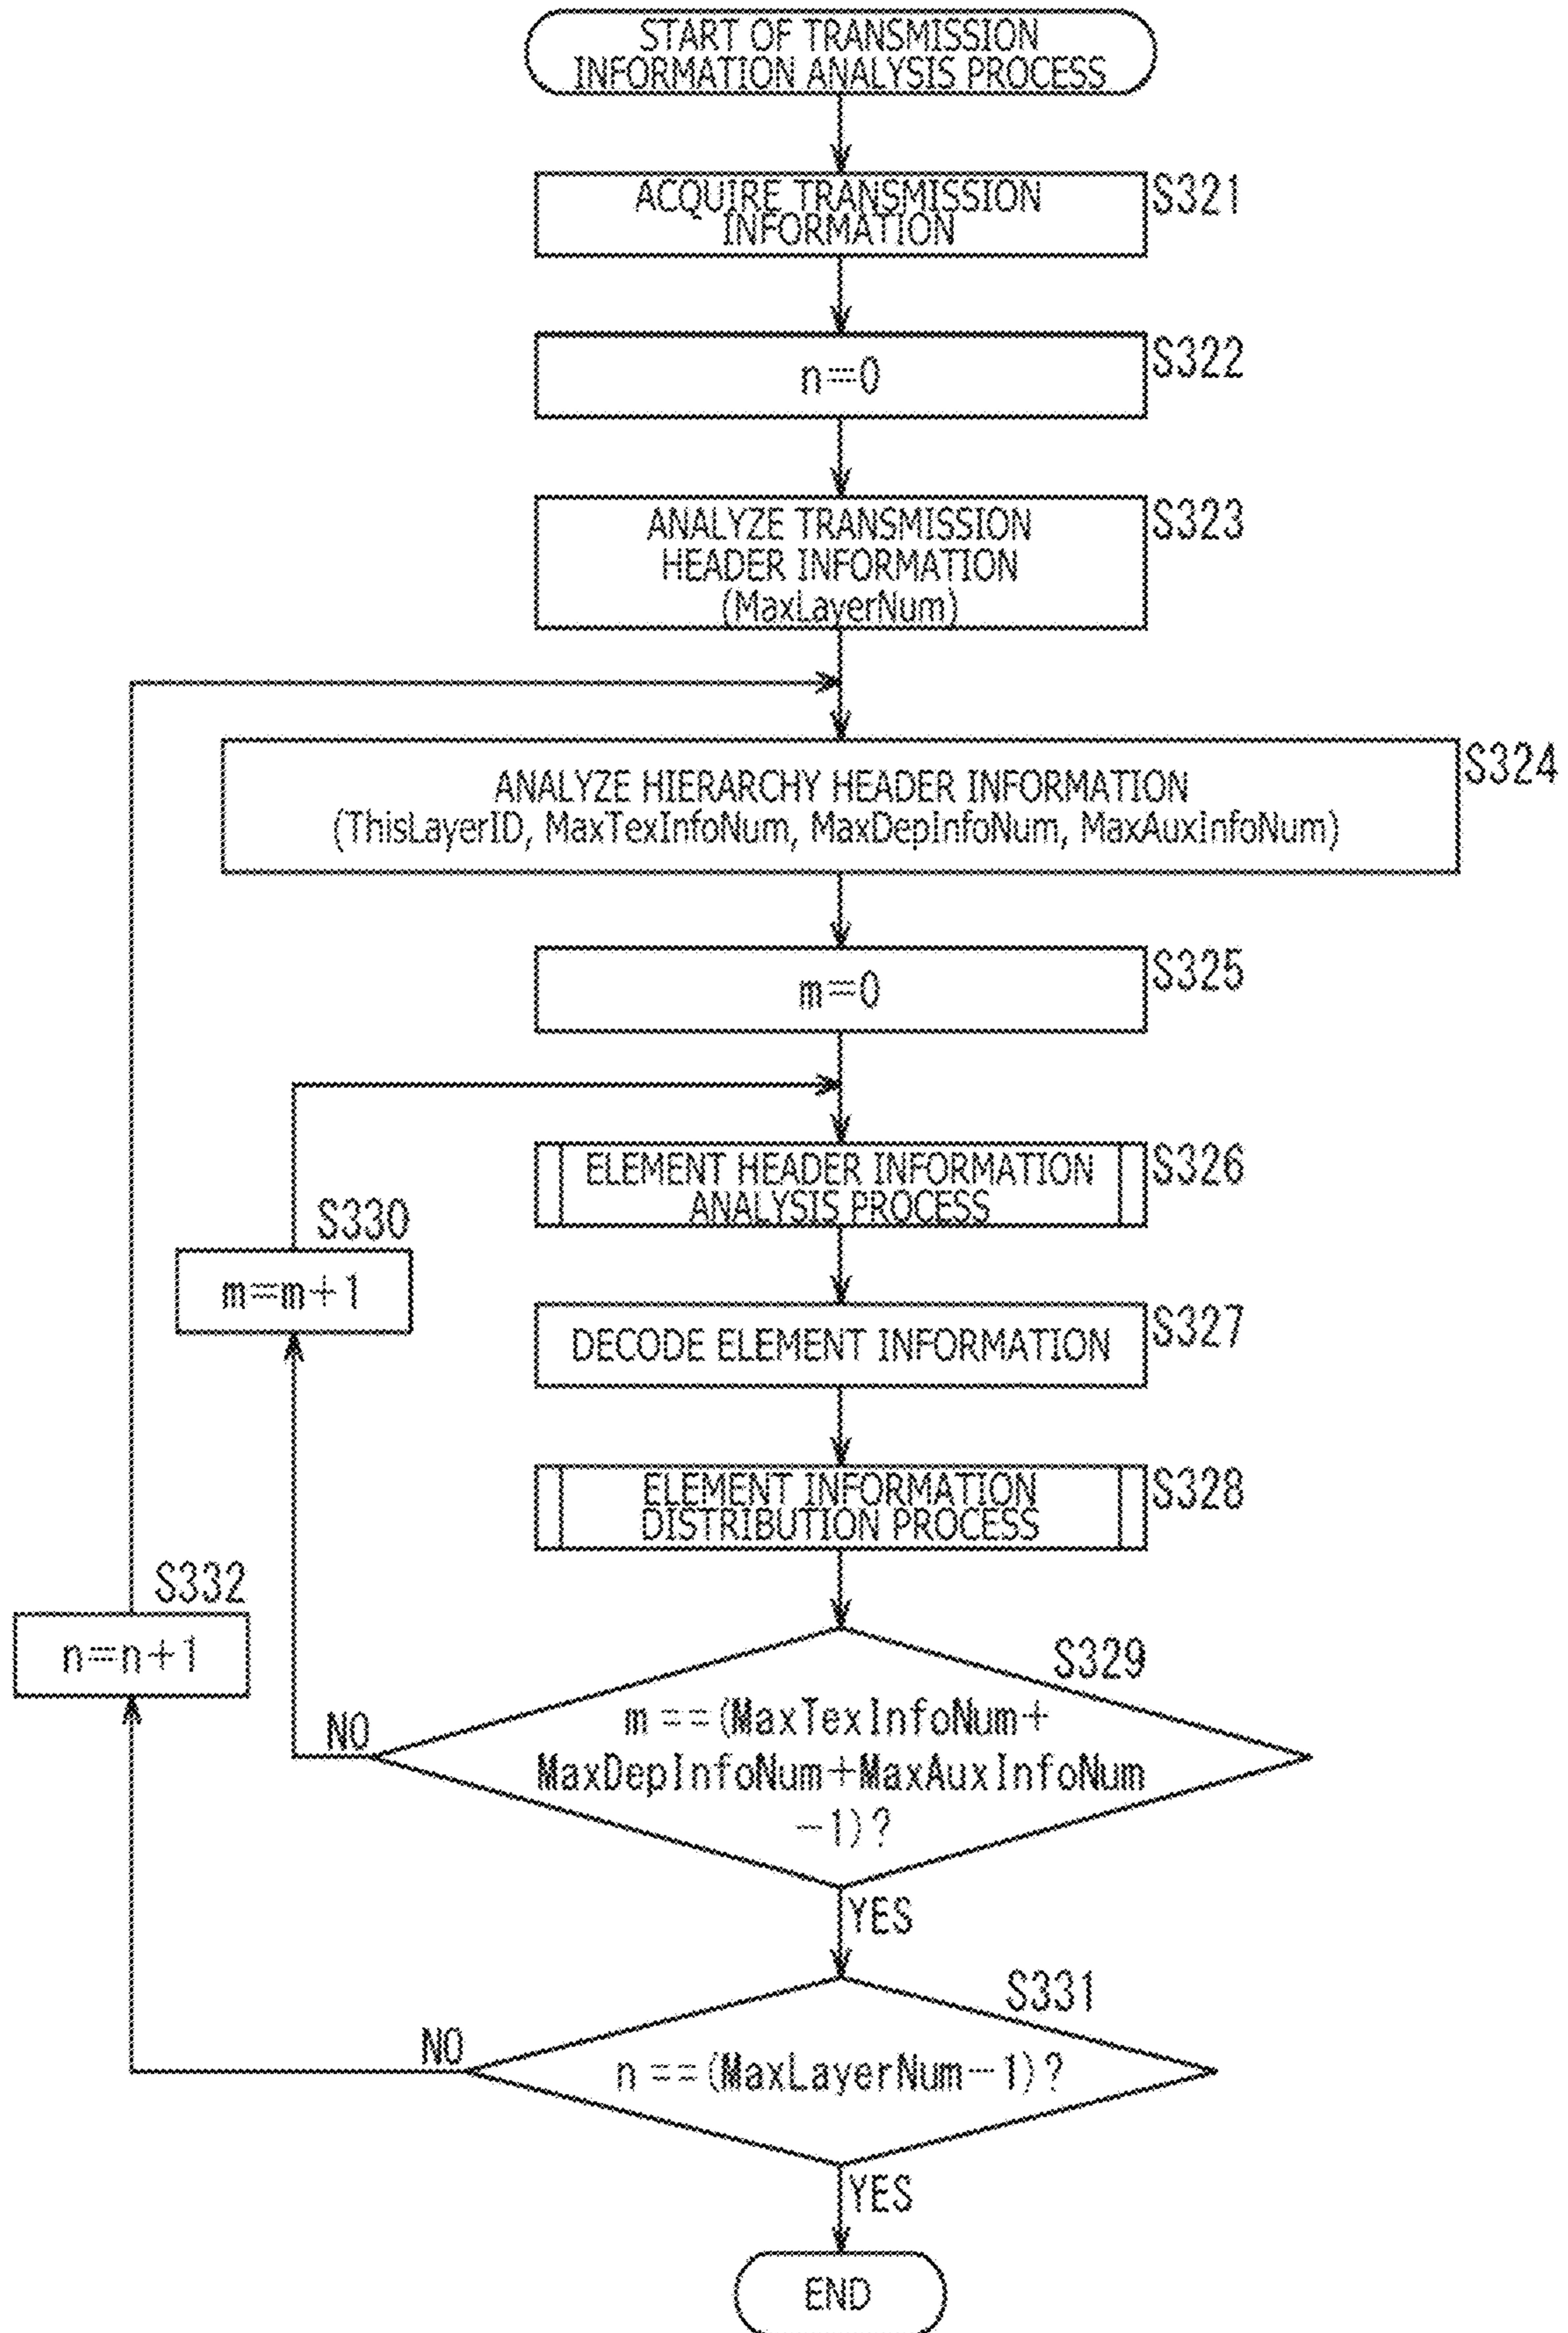 START OF TRANSMISSION
INFORMATION ANALYSIS PROCESS
ACQUIRE TRANSMISSION
INFORMATION
S321
n=0
S322
ANALYZE TRANSMISSION
HEADER INFORMATION
(MaxLayerNum)
S323
ANALYZE HIERARCHY HEADER INFORMATION
(ThisLayerID, MaxTexInfoNum, MaxDepInfoNum, MaxAuxInfoNum)
S324
m=0
S325
ELEMENT HEADER INFORMATION
ANALYSIS PROCESS
S326
S330
m=m+1
DECODE ELEMENT INFORMATION
S327
ELEMENT INFORMATION
DISTRIBUTION PROCESS
S328
S332
n=n+1
S329
m ==(MaxTexInfoNum+
MaxDepInfoNum+MaxAuxInfoNum
-1)?
NO
YES
S331
n ==(MaxLayerNum-1)?
NO
YES
END